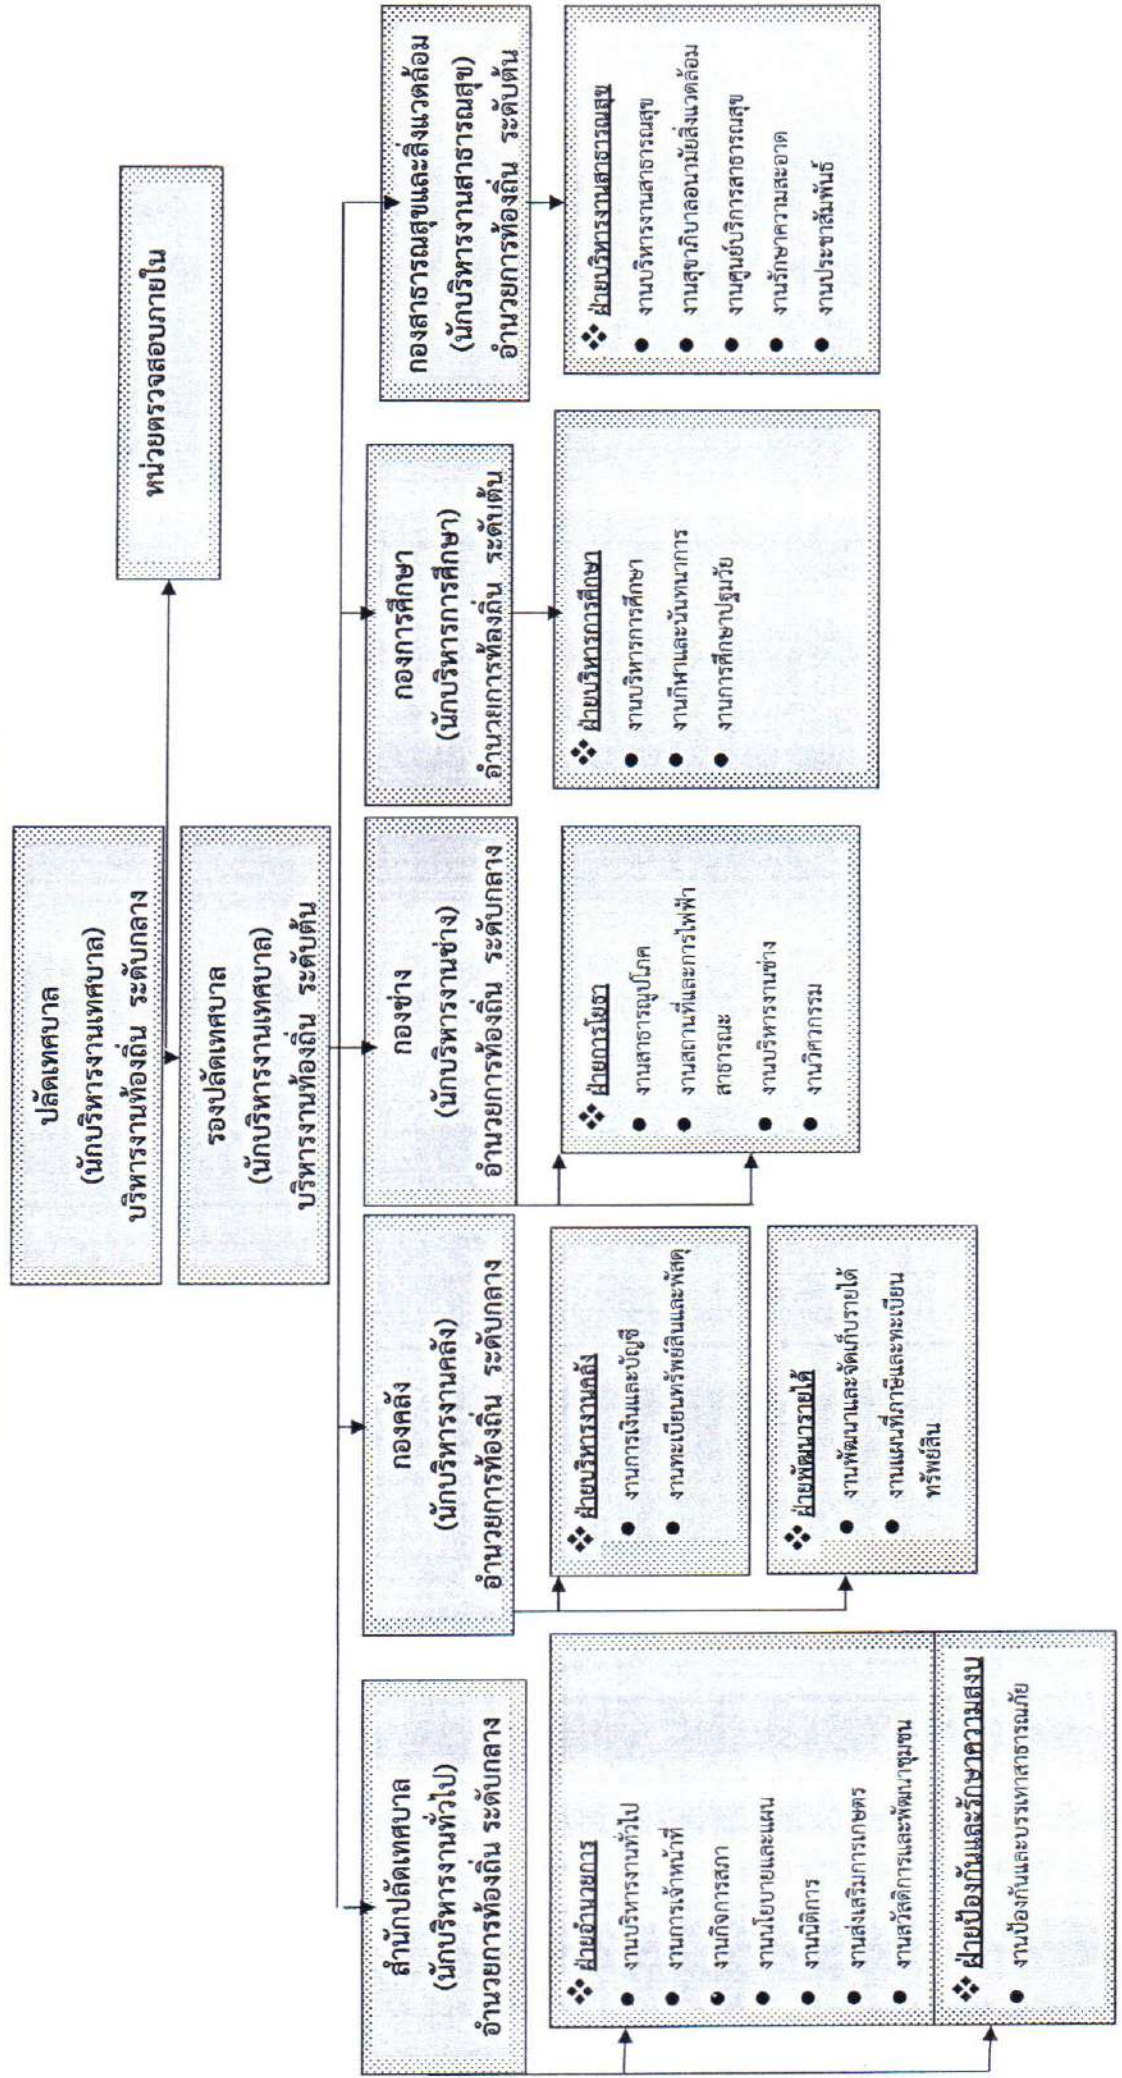 ปลัดเทศบาล
(นักบริหารงานเทศบาล)
บริหารงานท้องถิ่น ระดับกลาง
หน่วยตรวจสอบภายใน
รองปลัดเทศบาล
(นักบริหารงานเทศบาล)
บริหารงานท้องถิ่น ระดับต้น
สำนักปลัดเทศบาล
(นักบริหารงานทั่วไป)
อำนวยการท้องถิ่น ระดับกลาง
❖ ฝ่ายอำนวยการ
● งานบริหารงานทั่วไป
● งานการเจ้าหน้าที่
● งานกิจการสภา
● งานนโยบายและแผน
● งานนิติการ
● งานส่งเสริมการเกษตร
● งานสวัสดิการและพัฒนาชุมชน
❖ ฝ่ายป้องกันและรักษาความสงบ
● งานป้องกันและบรรเทาสาธารณภัย
กองคลัง
(นักบริหารงานคลัง)
อำนวยการท้องถิ่น ระดับกลาง
❖ ฝ่ายบริหารงานคลัง
● งานการเงินและบัญชี
● งานทะเบียนทรัพย์สินและพัสดุ
❖ ฝ่ายพัฒนารายได้
● งานพัฒนาและจัดเก็บรายได้
● งานแผนที่ภาษีและทะเบียน
ทรัพย์สิน
กองช่าง
(นักบริหารงานช่าง)
อำนวยการท้องถิ่น ระดับกลาง
❖ ฝ่ายการโยธา
● งานสาธารณูปโภค
● งานสถานที่และการไฟฟ้า
สาธารณะ
● งานบริหารงานช่าง
● งานวิศวกรรม
กองการศึกษา
(นักบริหารการศึกษา)
อำนวยการท้องถิ่น ระดับต้น
❖ ฝ่ายบริหารการศึกษา
● งานบริหารการศึกษา
● งานกีฬาและนันทนาการ
● งานการศึกษาปฐมวัย
กองสาธารณสุขและสิ่งแวดล้อม
(นักบริหารงานสาธารณสุข)
อำนวยการท้องถิ่น ระดับต้น
❖ ฝ่ายบริหารงานสาธารณสุข
● งานบริหารงานสาธารณสุข
● งานสุขาภิบาลอนามัยสิ่งแวดล้อม
● งานศูนย์บริการสาธารณสุข
● งานรักษาความสะอาด
● งานประชาสัมพันธ์